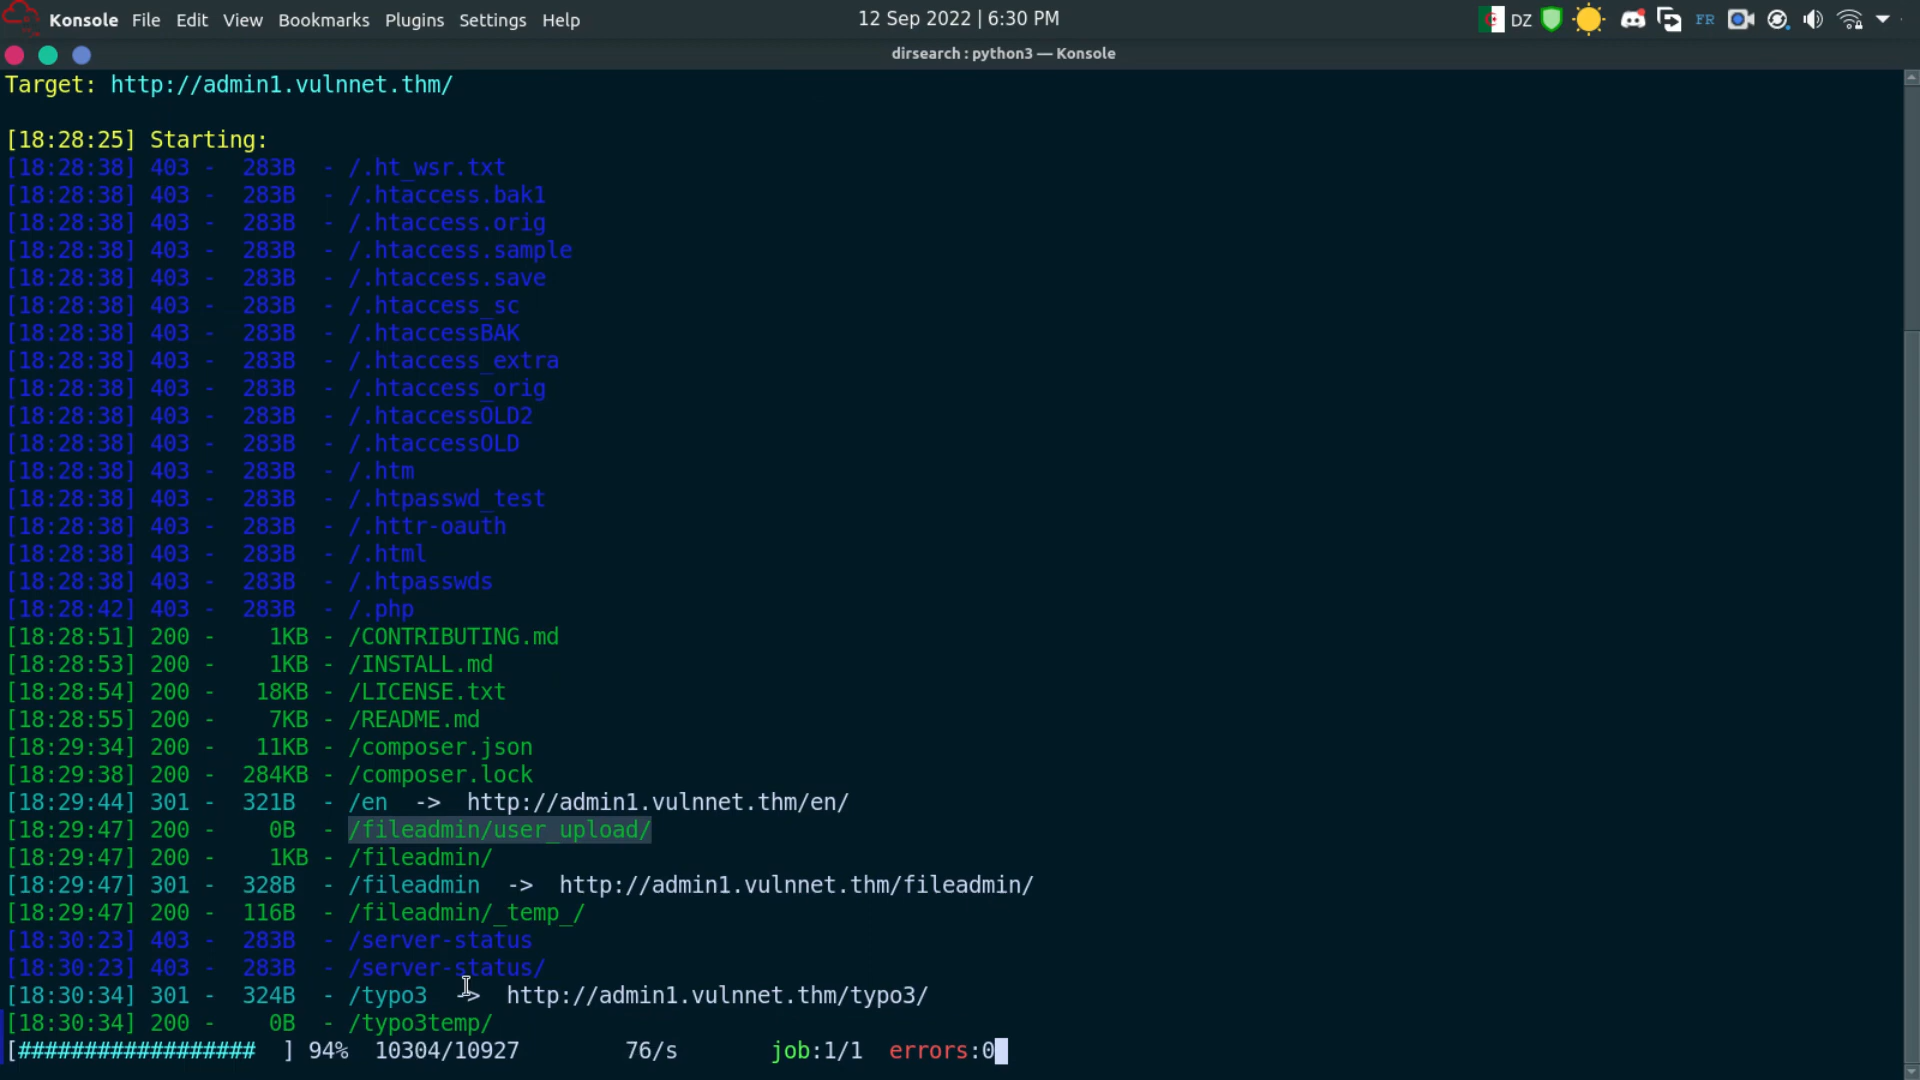 Konsole File Edit View Bookmarks Plugins Settings Help 12 Sep 2022 | 6:30 PM DZ FR
dirsearch : python3 — Konsole
Target: http://admin1.vulnnet.thm/
[18:28:25] Starting:
[18:28:38] 403 - 283B - /.ht_wsr.txt
[18:28:38] 403 - 283B - /.htaccess.bak1
[18:28:38] 403 - 283B - /.htaccess.orig
[18:28:38] 403 - 283B - /.htaccess.sample
[18:28:38] 403 - 283B - /.htaccess.save
[18:28:38] 403 - 283B - /.htaccess_sc
[18:28:38] 403 - 283B - /.htaccessBAK
[18:28:38] 403 - 283B - /.htaccess_extra
[18:28:38] 403 - 283B - /.htaccess_orig
[18:28:38] 403 - 283B - /.htaccessOLD2
[18:28:38] 403 - 283B - /.htaccessOLD
[18:28:38] 403 - 283B - /.htm
[18:28:38] 403 - 283B - /.htpasswd_test
[18:28:38] 403 - 283B - /.httr-oauth
[18:28:38] 403 - 283B - /.html
[18:28:38] 403 - 283B - /.htpasswds
[18:28:42] 403 - 283B - /.php
[18:28:51] 200 - 1KB - /CONTRIBUTING.md
[18:28:53] 200 - 1KB - /INSTALL.md
[18:28:54] 200 - 18KB - /LICENSE.txt
[18:28:55] 200 - 7KB - /README.md
[18:29:34] 200 - 11KB - /composer.json
[18:29:38] 200 - 284KB - /composer.lock
[18:29:44] 301 - 321B - /en -> http://admin1.vulnnet.thm/en/
[18:29:47] 200 - 0B - /fileadmin/user_upload/
[18:29:47] 200 - 1KB - /fileadmin/
[18:29:47] 301 - 328B - /fileadmin -> http://admin1.vulnnet.thm/fileadmin/
[18:29:47] 200 - 116B - /fileadmin/_temp_/
[18:30:23] 403 - 283B - /server-status
[18:30:23] 403 - 283B - /server-status/
[18:30:34] 301 - 324B - /typo3 -> http://admin1.vulnnet.thm/typo3/
[18:30:34] 200 - 0B - /typo3temp/
[################## ] 94% 10304/10927 76/s job:1/1 errors:0